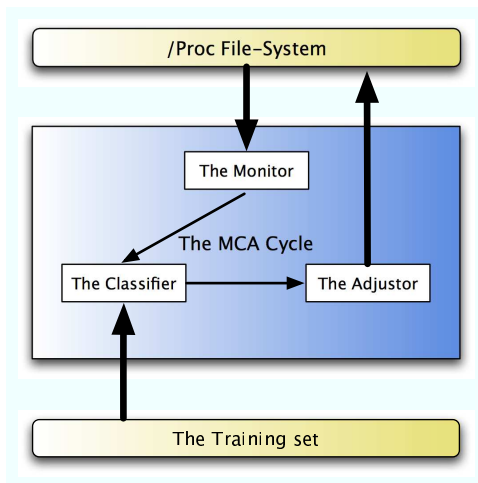 /Proc File-System
The Monitor
The MCA Cycle
The Classifier
The Adjustor
The Training set